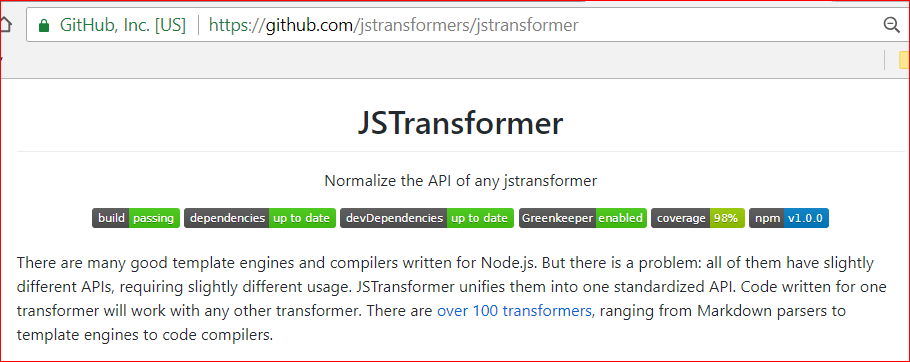 GitHub, Inc. [US] https://github.com/jstransformers/jstransformer
JSTransformer
Normalize the API of any jstransformer
build passing dependencies up to date devDependencies up to date Greenkeeper enabled coverage 98% npm v1.0.0
There are many good template engines and compilers written for Node.js. But there is a problem: all of them have slightly
different APIs, requiring slightly different usage. JSTransformer unifies them into one standardized API. Code written for one
transformer will work with any other transformer. There are over 100 transformers, ranging from Markdown parsers to
template engines to code compilers.